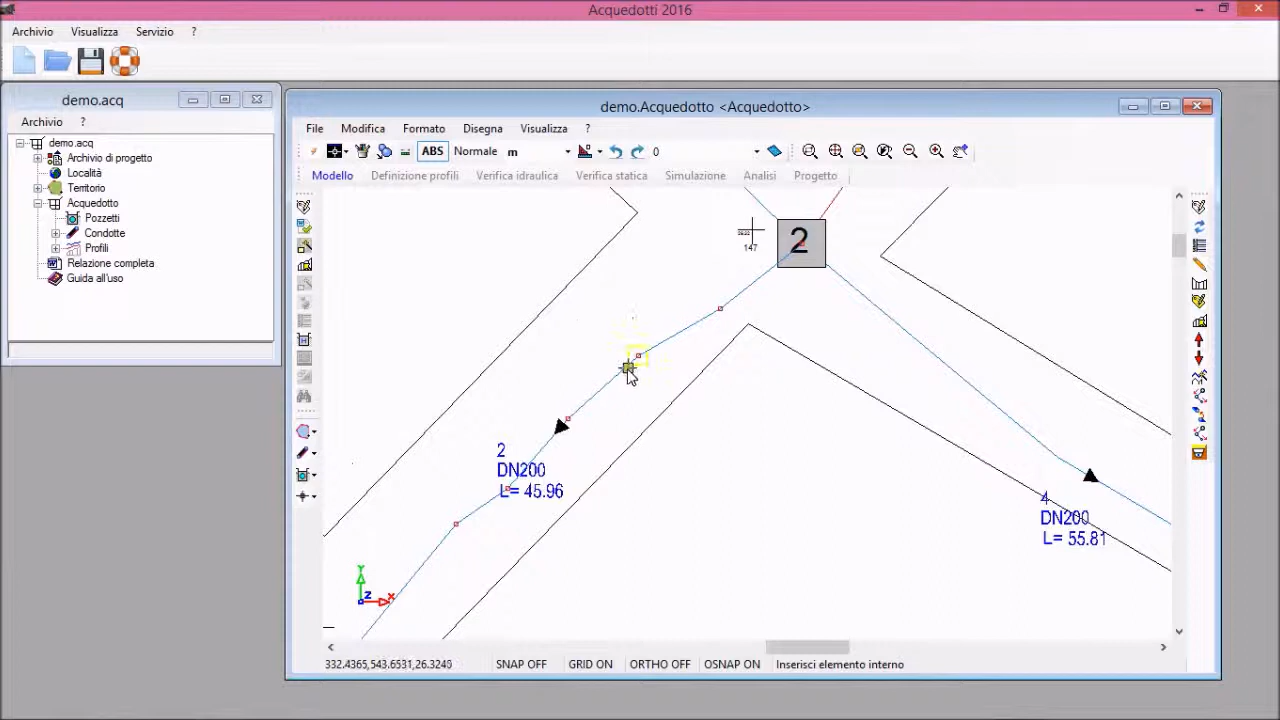 Acquedotti 2016
Archivio Visualizza Servizio ?
demo.acq
Archivio ?
demo.acq
Archivio di progetto
Località
Territorio
Acquedotto
Pozzetti
Condotte
Profili
Relazione completa
Guida all'uso
demo.Acquedotto <Acquedotto>
File Modifica Formato Disegna Visualizza ?
ABS Normale m 0
Modello Definizione profili Verifica idraulica Verifica statica Simulazione Analisi Progetto
2
147
2
DN200
L= 45.96
4
DN200
L= 55.81
Y
Z X
332.4365,543.6531,26.3240 SNAP OFF GRID ON ORTHO OFF OSNAP ON Inserisci elemento interno